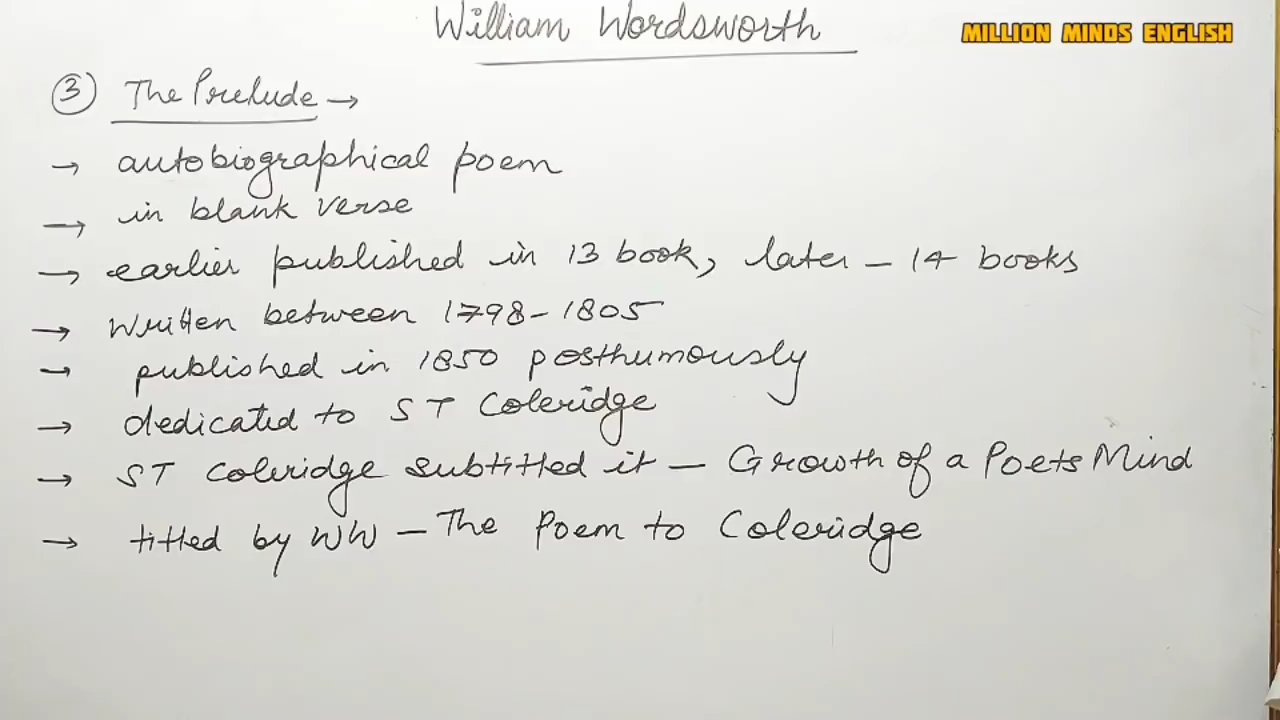 William Wordsworth
MILLION MINDS ENGLISH
③ The Prelude →
→ autobiographical poem
→ in blank verse
→ earlier published in 13 book, later - 14 books
→ Written between 1798-1805
→ published in 1850 posthumously
→ dedicated to S T Coleridge
→ ST Coleridge subtitled it - Growth of a Poets Mind
→ titled by WW - The Poem to Coleridge